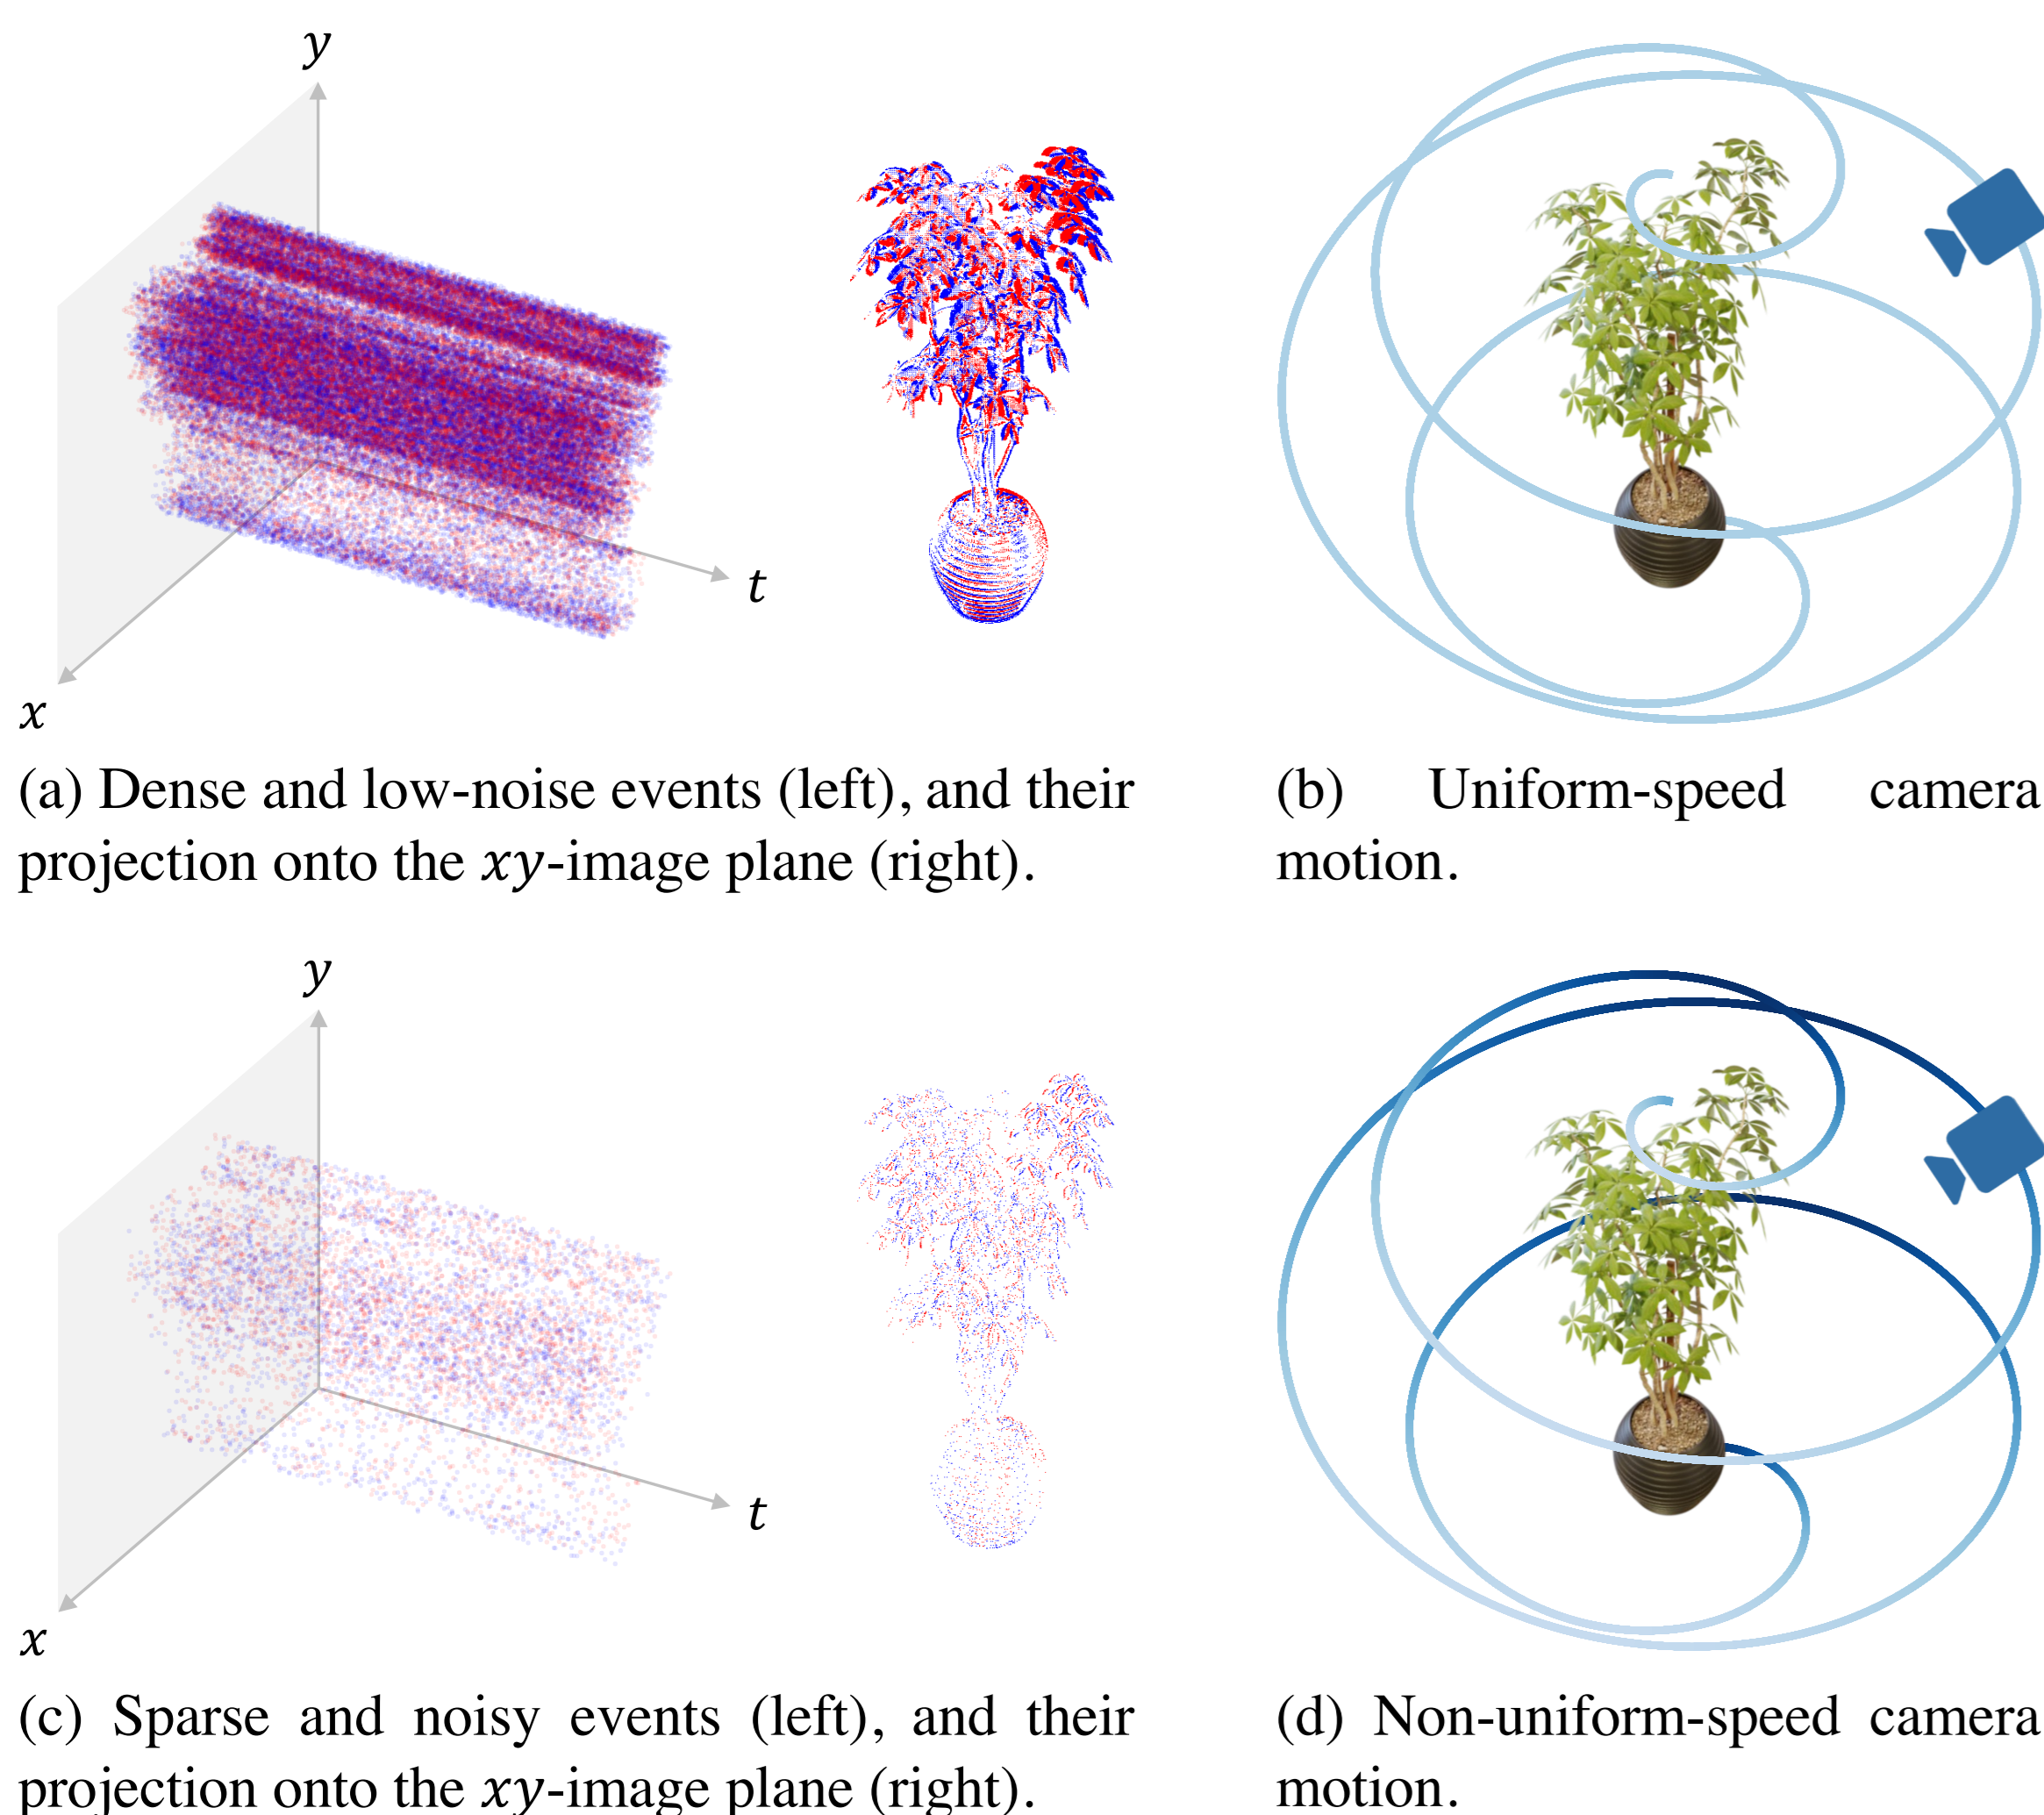 y
t
x
(a) Dense and low-noise events (left), and their
projection onto the xy-image plane (right).
(b) Uniform-speed camera
motion.
y
t
x
(c) Sparse and noisy events (left), and their
projection onto the xy-image plane (right).
(d) Non-uniform-speed camera
motion.